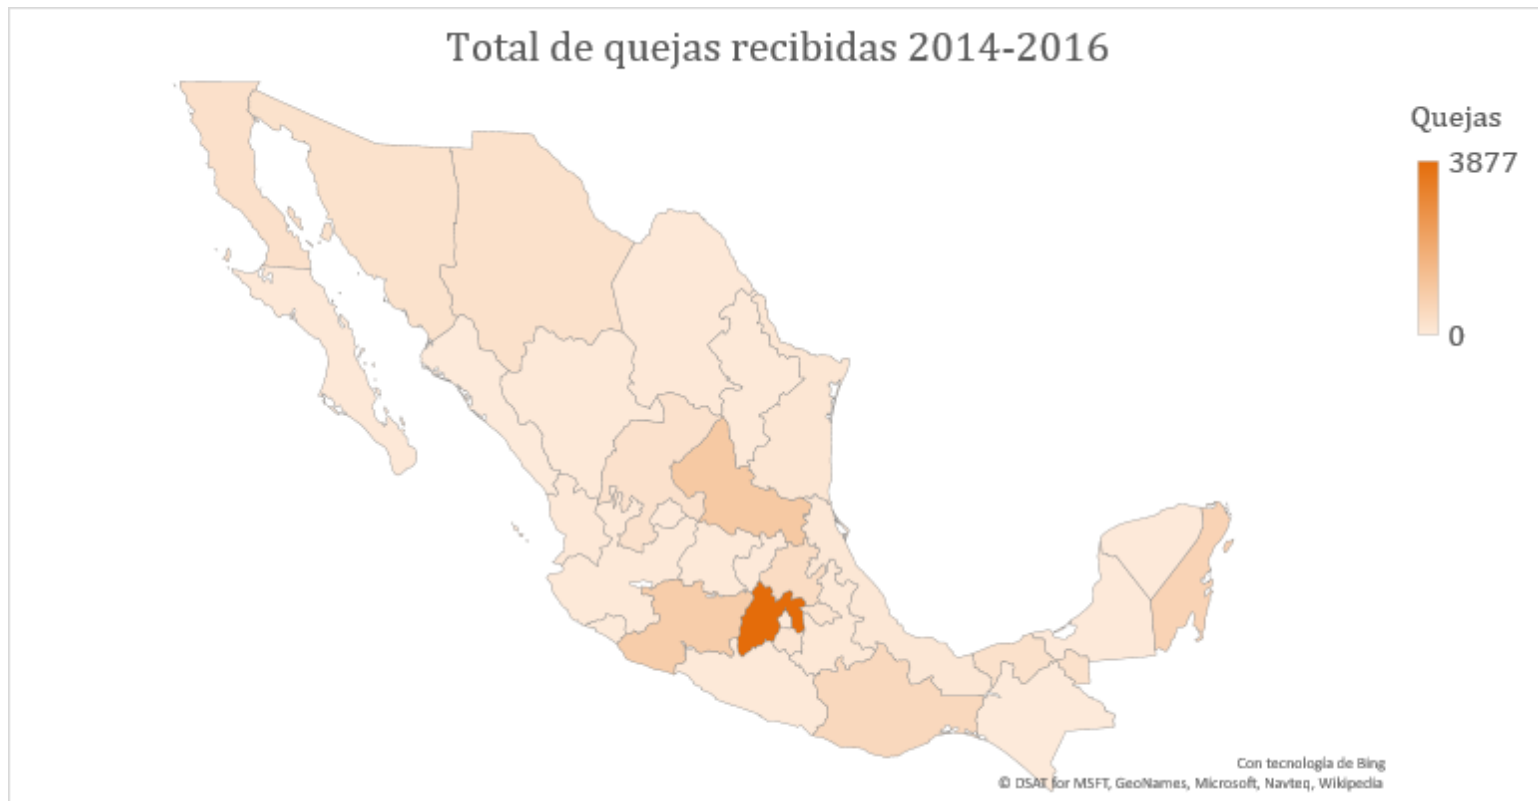 Total de quejas recibidas 2014-2016
Quejas
3877
0
Con tecnología de Bing
© DSAT for MSFT, GeoNames, Microsoft, Navteq, Wikipedia